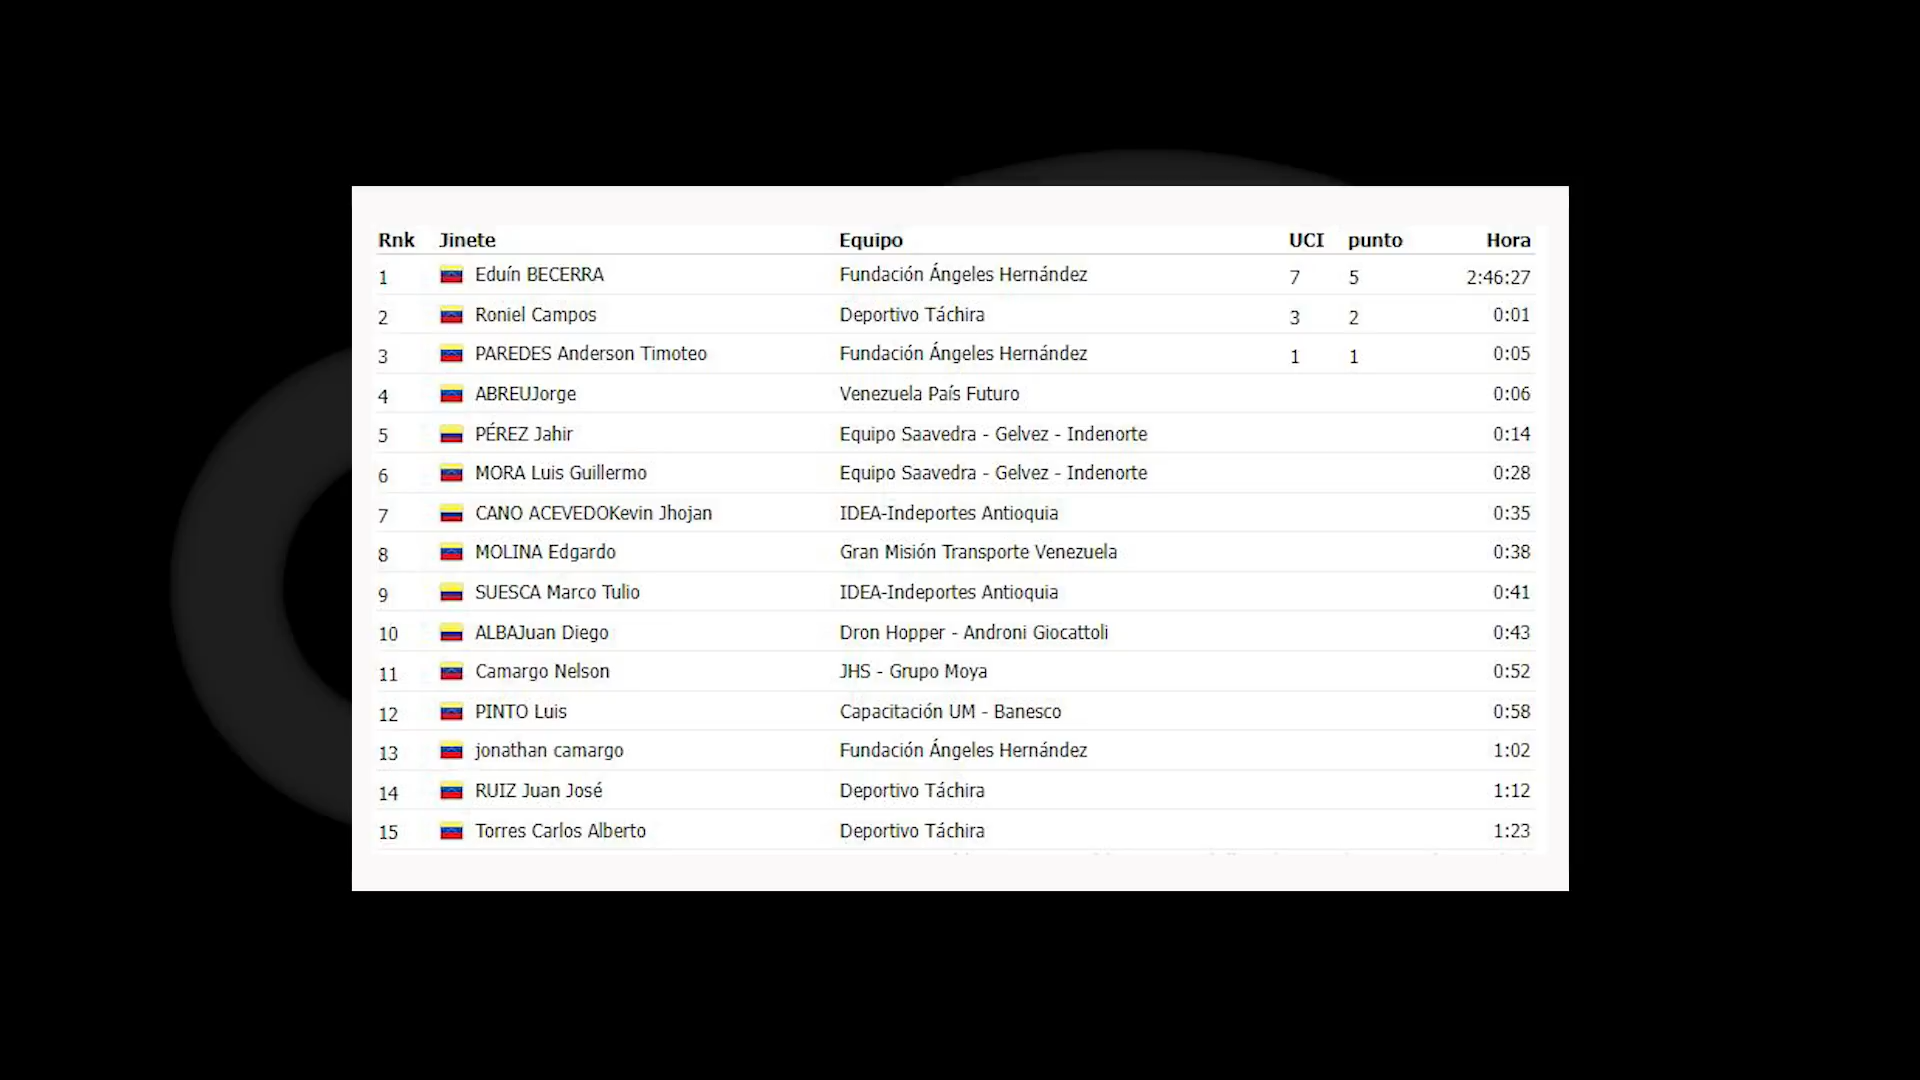 Rnk Jinete Equipo UCI punto Hora
1 Eduín BECERRA Fundación Ángeles Hernández 7 5 2:46:27
2 Roniel Campos Deportivo Táchira 3 2 0:01
3 PAREDES Anderson Timoteo Fundación Ángeles Hernández 1 1 0:05
4 ABREUJorge Venezuela País Futuro 0:06
5 PÉREZ Jahir Equipo Saavedra - Gelvez - Indenorte 0:14
6 MORA Luis Guillermo Equipo Saavedra - Gelvez - Indenorte 0:28
7 CANO ACEVEDOKevin Jhojan IDEA-Indeportes Antioquia 0:35
8 MOLINA Edgardo Gran Misión Transporte Venezuela 0:38
9 SUESCA Marco Tulio IDEA-Indeportes Antioquia 0:41
10 ALBAJuan Diego Dron Hopper - Androni Giocattoli 0:43
11 Camargo Nelson JHS - Grupo Moya 0:52
12 PINTO Luis Capacitación UM - Banesco 0:58
13 jonathan camargo Fundación Ángeles Hernández 1:02
14 RUIZ Juan José Deportivo Táchira 1:12
15 Torres Carlos Alberto Deportivo Táchira 1:23